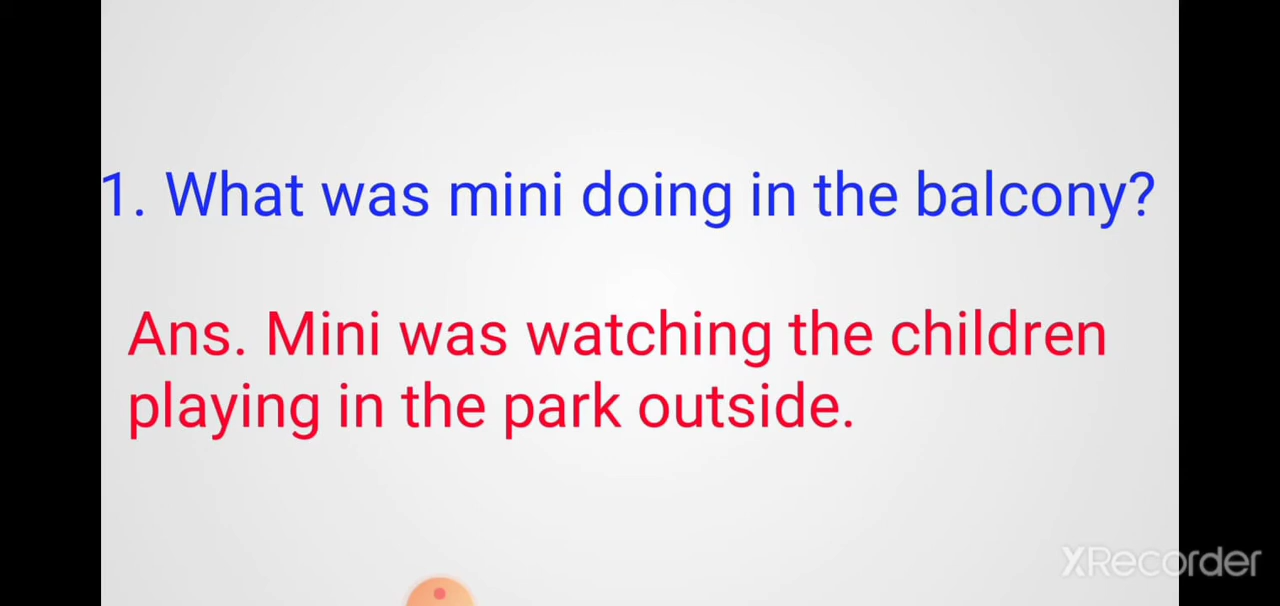 1. What was mini doing in the balcony?
Ans. Mini was watching the children
playing in the park outside.
XRecorder